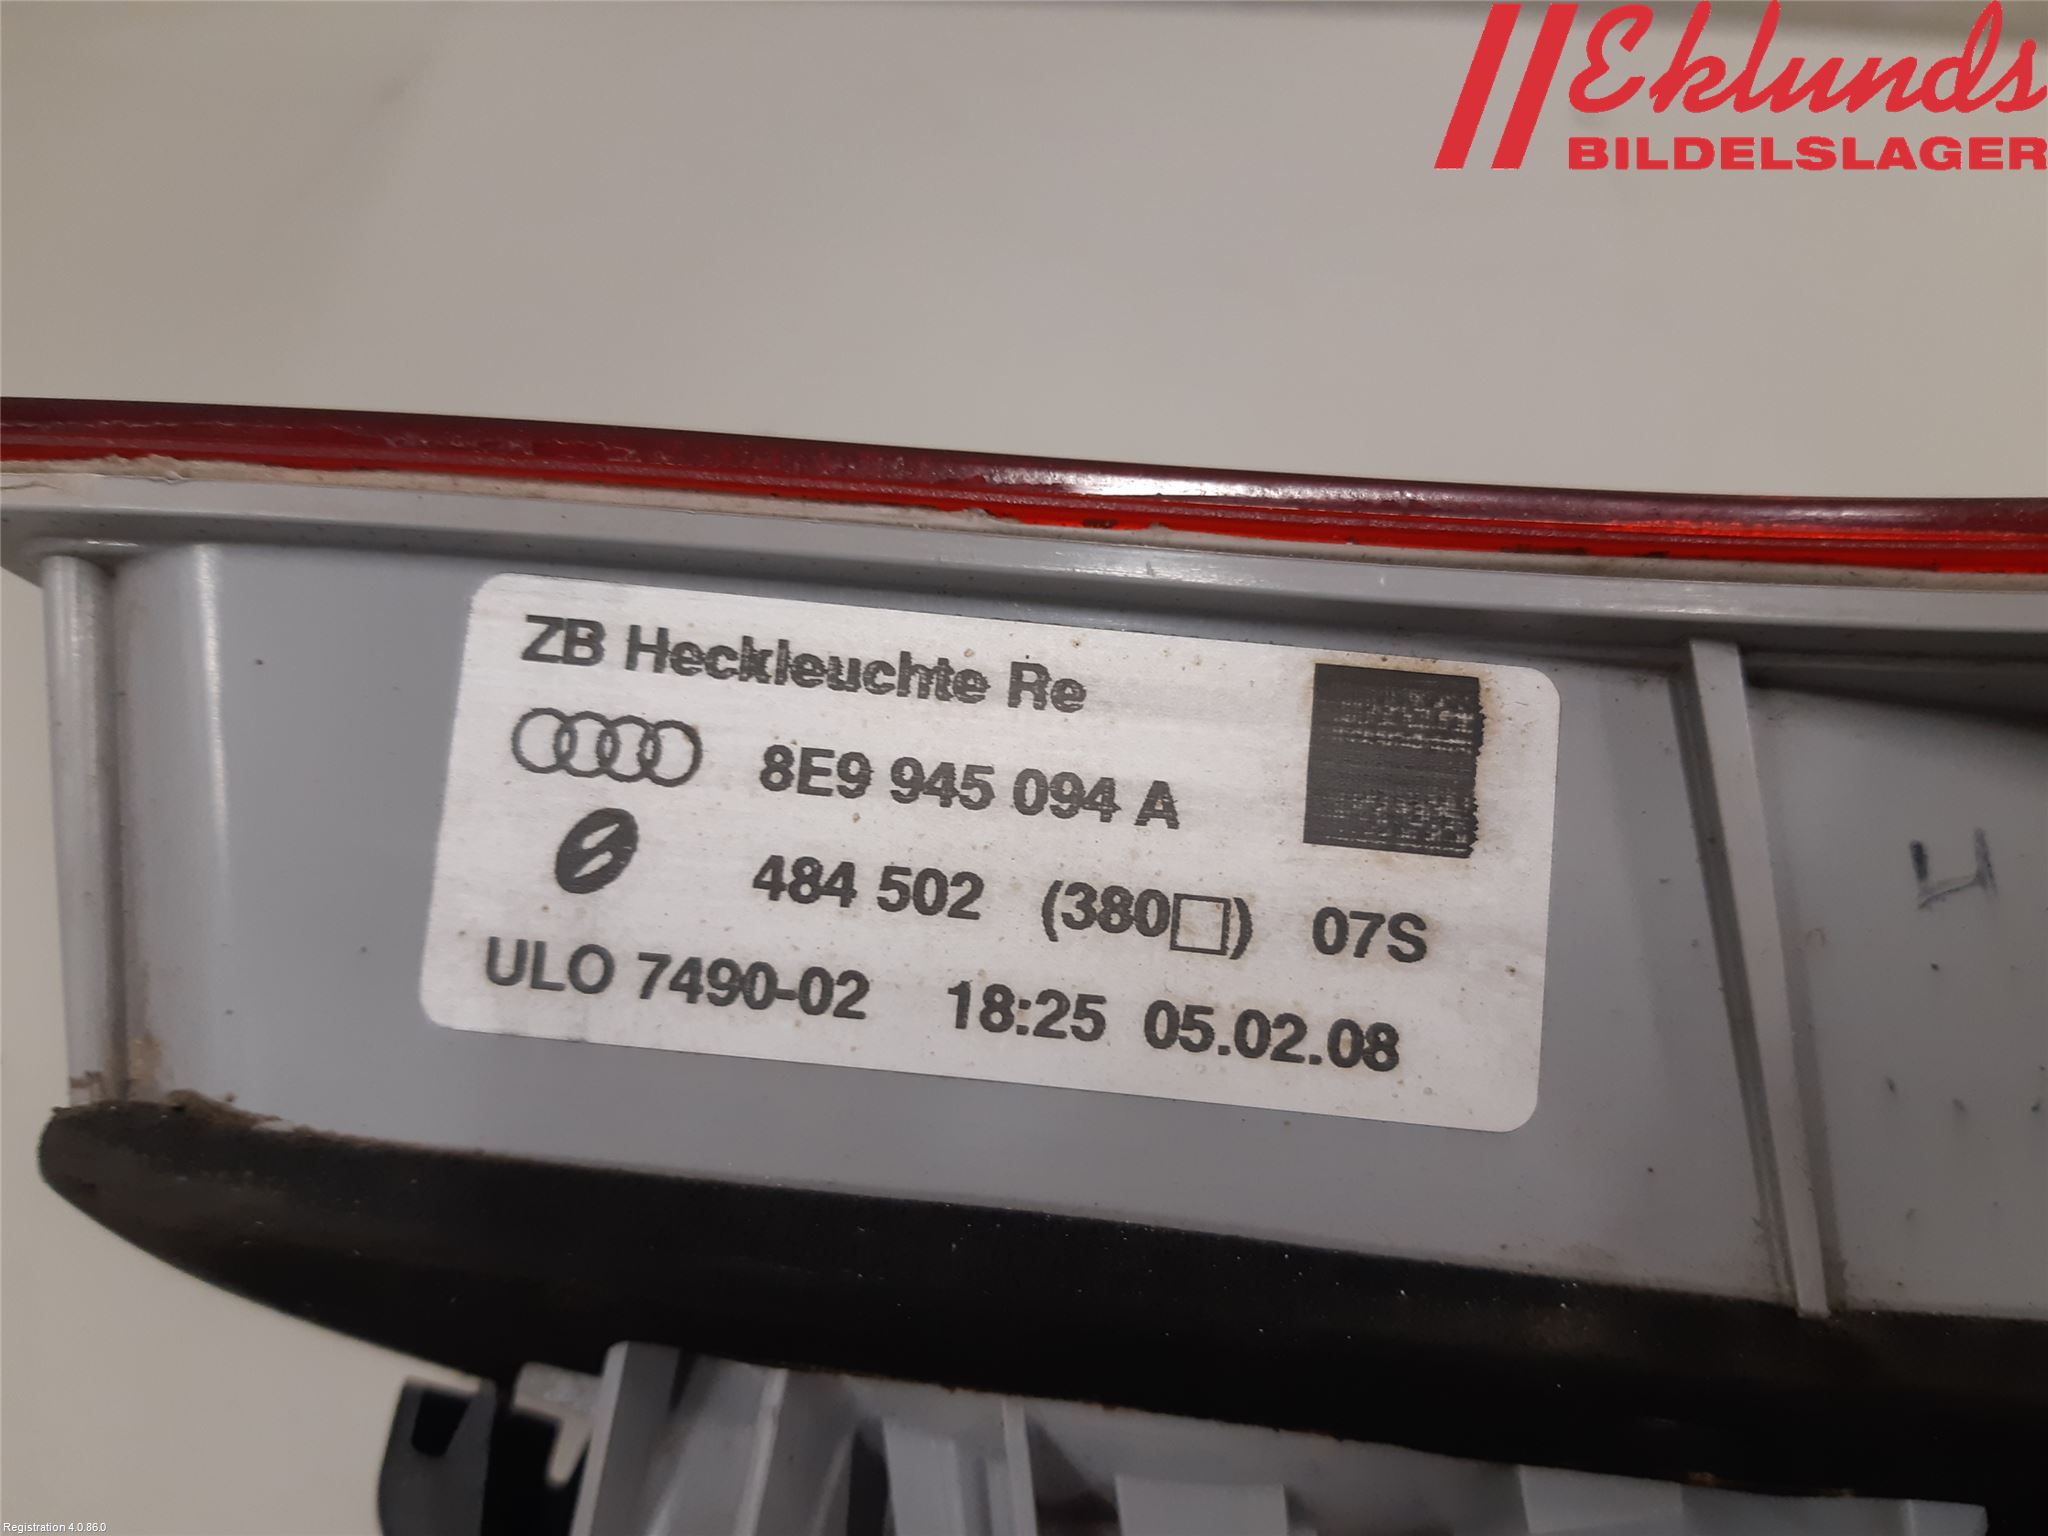 Eklunds
BILDELSLAGER
ZB Heckleuchte Re
8E9 945 094 A
484 502 (380□) 07S
ULO 7490-02 18:25 05.02.08
Registration 4.0.86.0